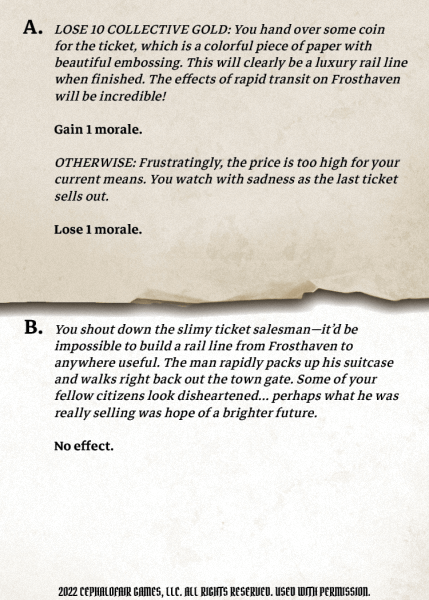 A. LOSE 10 COLLECTIVE GOLD: You hand over some coin
for the ticket, which is a colorful piece of paper with
beautiful embossing. This will clearly be a luxury rail line
when finished. The effects of rapid transit on Frosthaven
will be incredible!
Gain 1 morale.
OTHERWISE: Frustratingly, the price is too high for your
current means. You watch with sadness as the last ticket
sells out.
Lose 1 morale.
B. You shout down the slimy ticket salesman—it’d be
impossible to build a rail line from Frosthaven to
anywhere useful. The man rapidly packs up his suitcase
and walks right back out the town gate. Some of your
fellow citizens look disheartened... perhaps what he was
really selling was hope of a brighter future.
No effect.
2022 CEPHALOFAIR GAMES, LLC. ALL RIGHTS RESERVED. USED WITH PERMISSION.